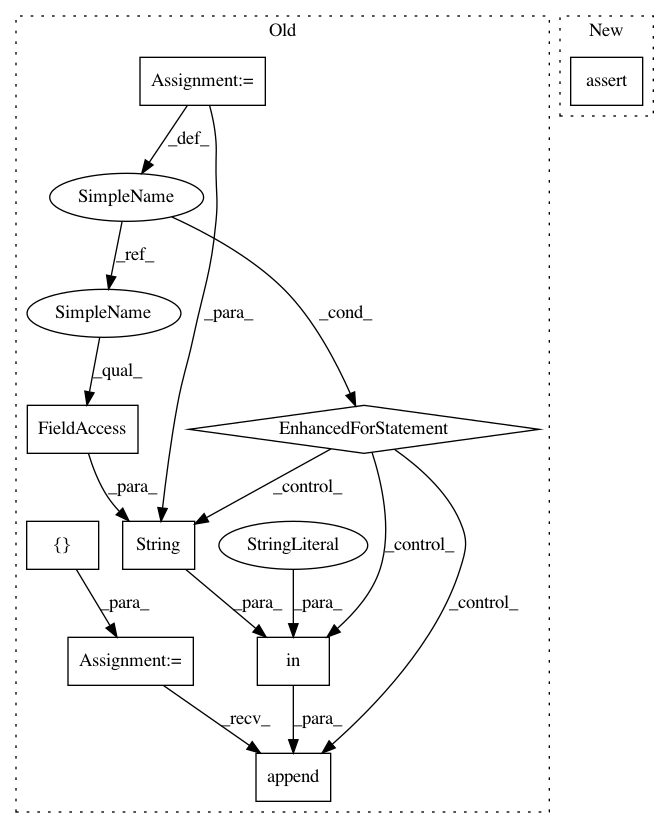 Old
New
Assignment:=
assert
_def_
SimpleName
_ref_
_para_
_cond_
SimpleName
_qual_
FieldAccess
EnhancedForStatement
_para_
_control_
{}
String
StringLiteral
_control_
_para_
_para_
_para_
_control_
Assignment:=
in
_recv_
_para_
append